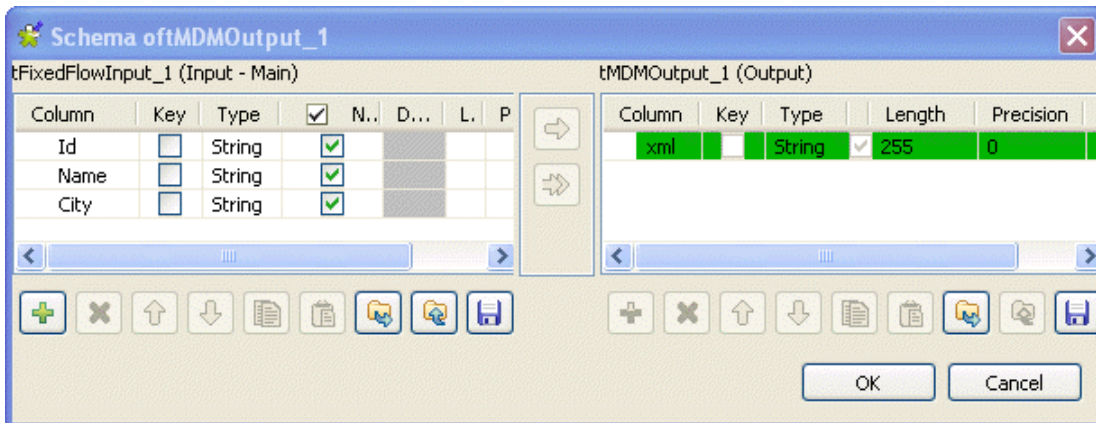 Schema oftMDMOutput_1
tFixedFlowInput_1 (Input - Main)
tMDMOutput_1 (Output)
Column Key Type N.. D... L. P
Column Key Type Length Precision
Id String
xml String 255 0
Name String
City String
OK Cancel